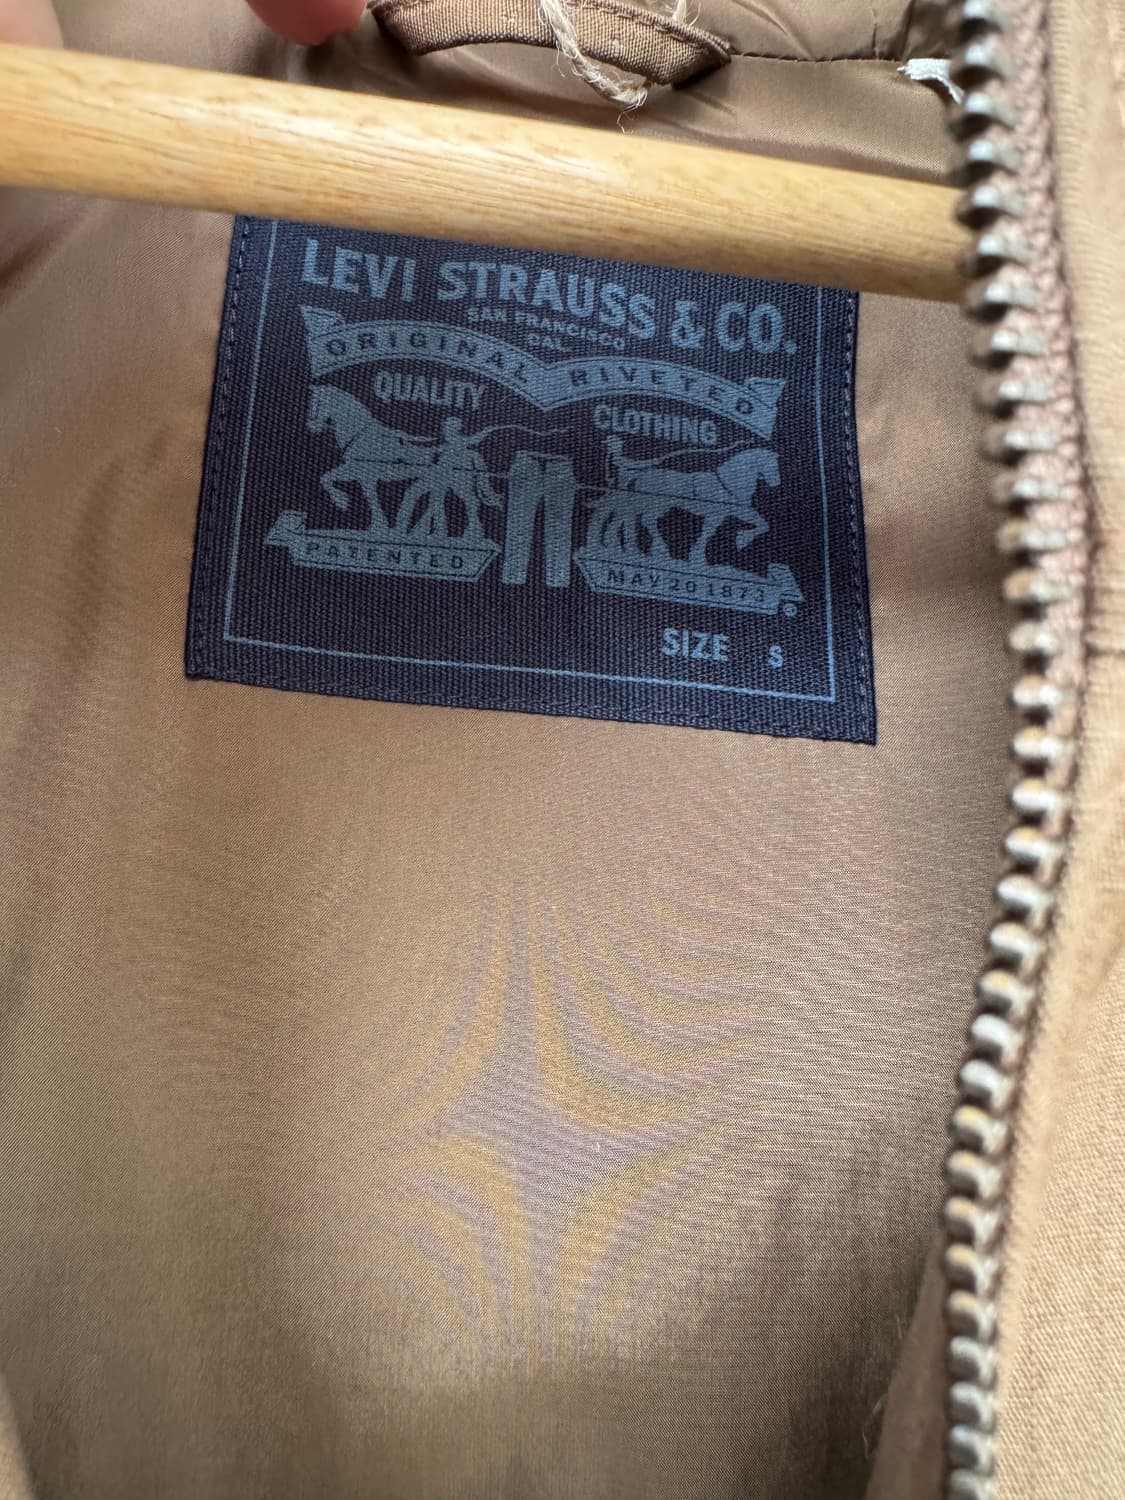 LEVI STRAUSS & CO.
SAN FRANCISCO
CAL
ORIGINAL RIVETED
QUALITY CLOTHING
PATENTED MAY 20 1873
®
SIZE S